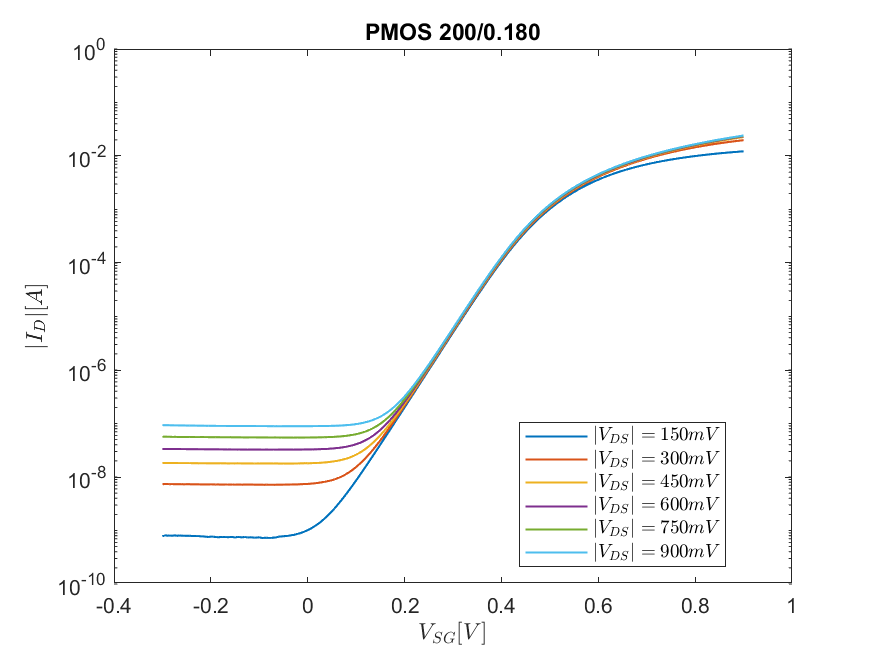 PMOS 200/0.180
10^0
10^-2
10^-4
10^-6
10^-8
10^-10
|I_D|[A]
|V_DS| = 150mV
|V_DS| = 300mV
|V_DS| = 450mV
|V_DS| = 600mV
|V_DS| = 750mV
|V_DS| = 900mV
-0.4 -0.2 0 0.2 0.4 0.6 0.8 1
V_SG[V]